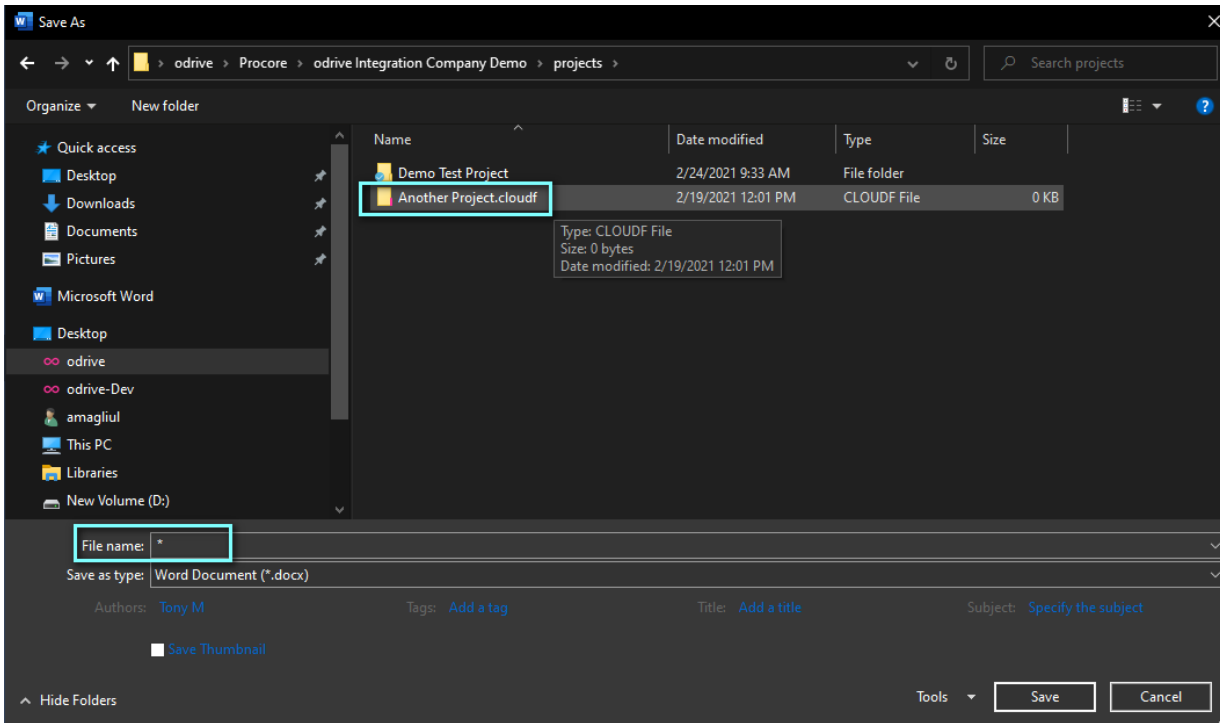 Save As
odrive > Procore > odrive Integration Company Demo > projects >
Search projects
Organize
New folder
Quick access
Desktop
Downloads
Documents
Pictures
Microsoft Word
Desktop
odrive
odrive-Dev
amagliul
This PC
Libraries
New Volume (D:)
Name Date modified Type Size
Demo Test Project 2/24/2021 9:33 AM File folder
Another Project.cloudf 2/19/2021 12:01 PM CLOUDF File 0 KB
Type: CLOUDF File
Size: 0 bytes
Date modified: 2/19/2021 12:01 PM
File name: *
Save as type: Word Document (*.docx)
Authors: Tony M Tags: Add a tag Title: Add a title Subject: Specify the subject
Save Thumbnail
Hide Folders
Tools
Save
Cancel